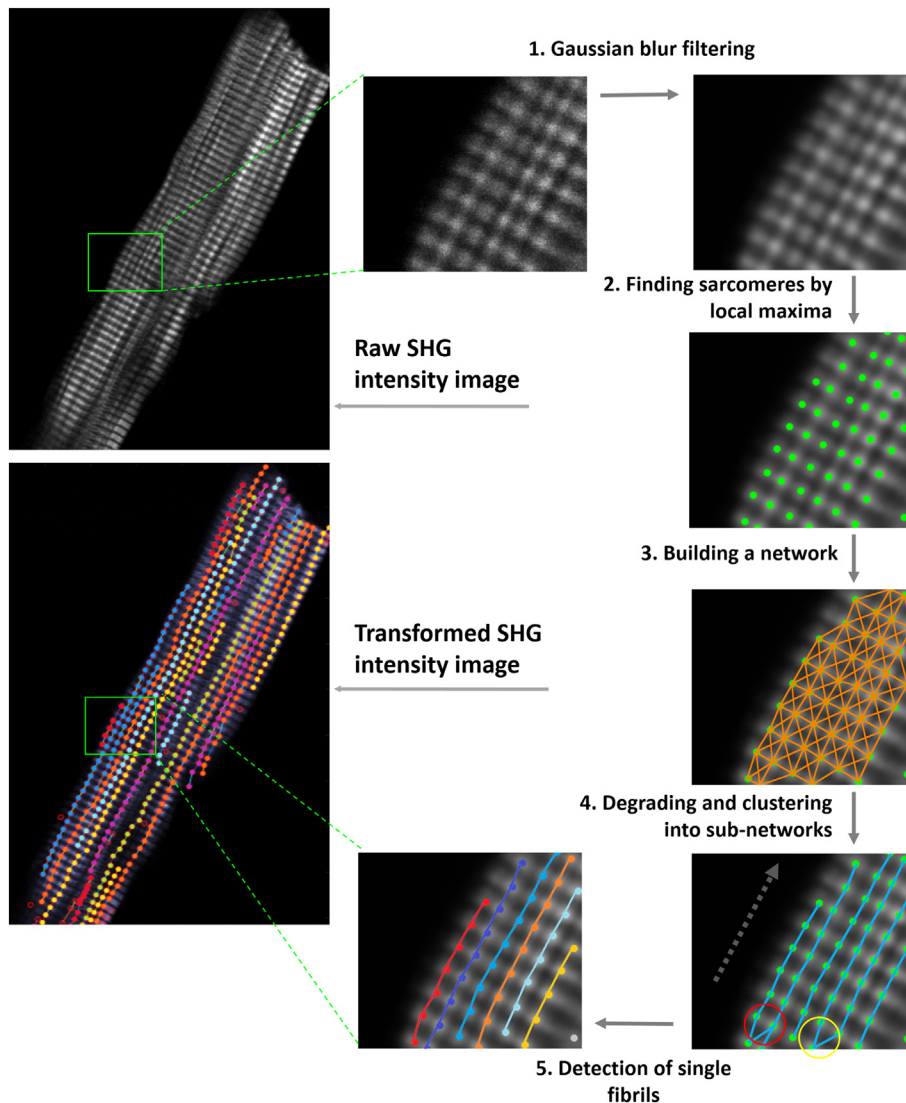 1. Gaussian blur filtering
2. Finding sarcomeres by
local maxima
Raw SHG
intensity image
3. Building a network
Transformed SHG
intensity image
4. Degrading and clustering
into sub-networks
5. Detection of single
fibrils